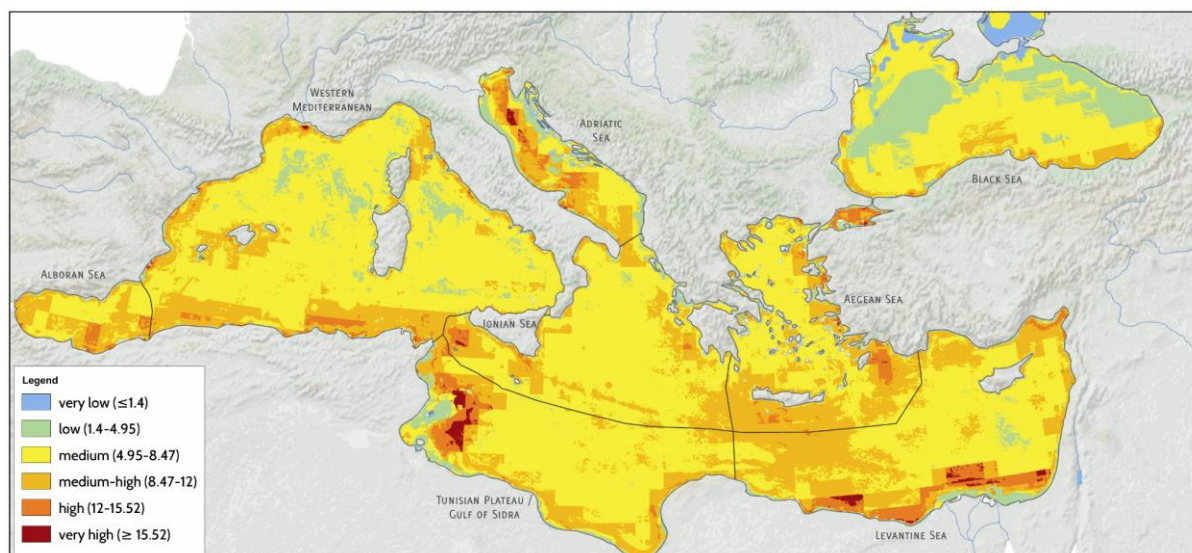 WESTERN
MEDITERRANEAN
ADRIATIC
SEA
BLACK SEA
ALBORAN SEA
IONIAN SEA
AEGEAN SEA
TUNISIAN PLATEAU /
GULF OF SIDRA
LEVANTINE SEA
Legend
very low (≤1.4)
low (1.4-4.95)
medium (4.95-8.47)
medium-high (8.47-12)
high (12-15.52)
very high (≥ 15.52)